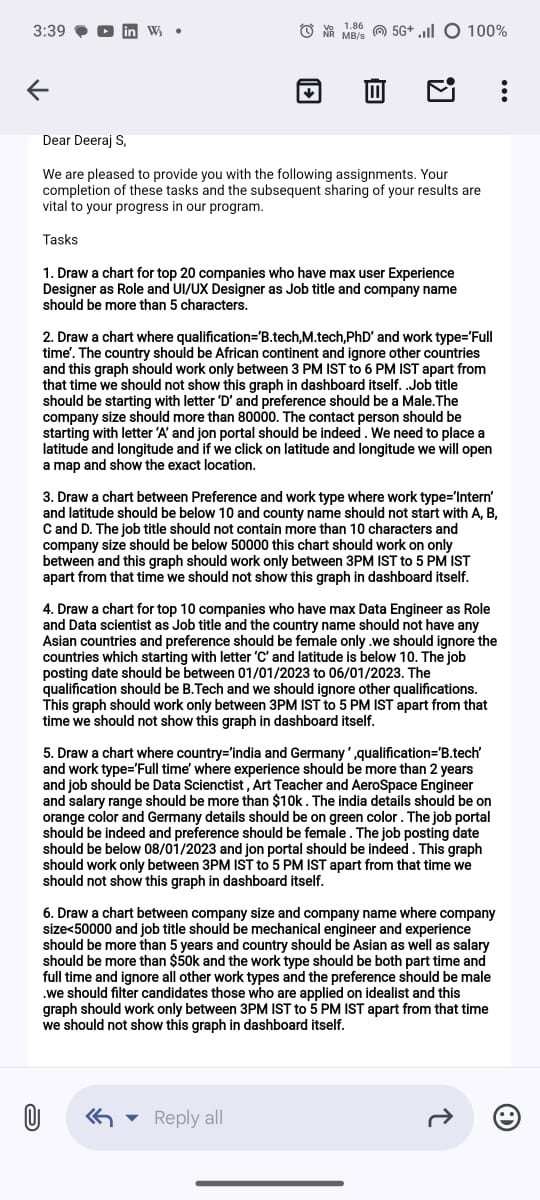 3:39
Vo NR 1.86 MB/s 5G+ 100%
Dear Deeraj S,
We are pleased to provide you with the following assignments. Your
completion of these tasks and the subsequent sharing of your results are
vital to your progress in our program.
Tasks
1. Draw a chart for top 20 companies who have max user Experience
Designer as Role and UI/UX Designer as Job title and company name
should be more than 5 characters.
2. Draw a chart where qualification='B.tech,M.tech,PhD' and work type='Full
time'. The country should be African continent and ignore other countries
and this graph should work only between 3 PM IST to 6 PM IST apart from
that time we should not show this graph in dashboard itself. .Job title
should be starting with letter 'D' and preference should be a Male.The
company size should more than 80000. The contact person should be
starting with letter 'A' and jon portal should be indeed . We need to place a
latitude and longitude and if we click on latitude and longitude we will open
a map and show the exact location.
3. Draw a chart between Preference and work type where work type='Intern'
and latitude should be below 10 and county name should not start with A, B,
C and D. The job title should not contain more than 10 characters and
company size should be below 50000 this chart should work on only
between and this graph should work only between 3PM IST to 5 PM IST
apart from that time we should not show this graph in dashboard itself.
4. Draw a chart for top 10 companies who have max Data Engineer as Role
and Data scientist as Job title and the country name should not have any
Asian countries and preference should be female only .we should ignore the
countries which starting with letter 'C' and latitude is below 10. The job
posting date should be between 01/01/2023 to 06/01/2023. The
qualification should be B.Tech and we should ignore other qualifications.
This graph should work only between 3PM IST to 5 PM IST apart from that
time we should not show this graph in dashboard itself.
5. Draw a chart where country='india and Germany ' ,qualification='B.tech'
and work type='Full time' where experience should be more than 2 years
and job should be Data Scienctist , Art Teacher and AeroSpace Engineer
and salary range should be more than $10k . The india details should be on
orange color and Germany details should be on green color . The job portal
should be indeed and preference should be female . The job posting date
should be below 08/01/2023 and jon portal should be indeed . This graph
should work only between 3PM IST to 5 PM IST apart from that time we
should not show this graph in dashboard itself.
6. Draw a chart between company size and company name where company
size<50000 and job title should be mechanical engineer and experience
should be more than 5 years and country should be Asian as well as salary
should be more than $50k and the work type should be both part time and
full time and ignore all other work types and the preference should be male
.we should filter candidates those who are applied on idealist and this
graph should work only between 3PM IST to 5 PM IST apart from that time
we should not show this graph in dashboard itself.
Reply all